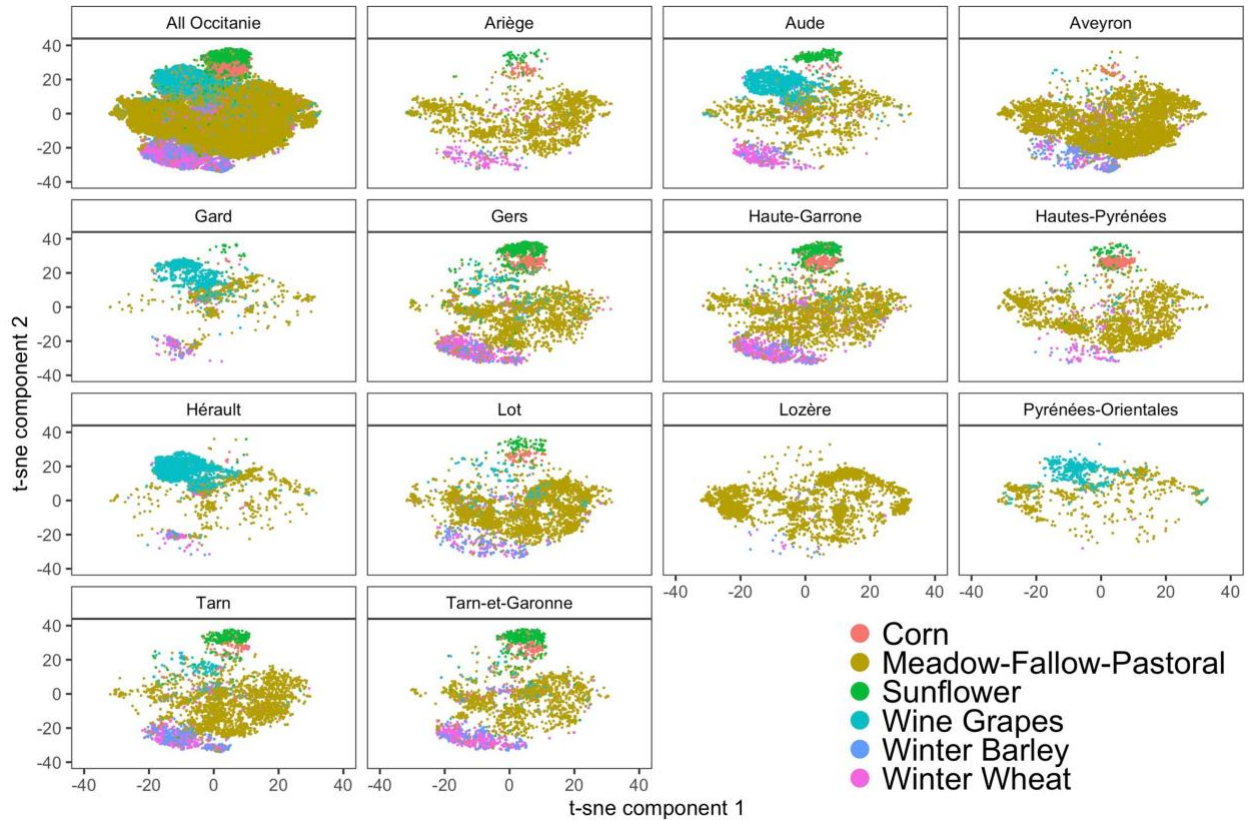 All Occitanie Ariège Aude Aveyron
40
20
0
-20
-40
Gard Gers Haute-Garrone Hautes-Pyrénées
40
20
0
-20
-40
Hérault Lot Lozère Pyrénées-Orientales
40
20
0
-20
-40
-40 -20 0 20 40 -40 -20 0 20 40
Tarn Tarn-et-Garonne
40
20
0
-20
-40
-40 -20 0 20 40 -40 -20 0 20 40
t-sne component 2
t-sne component 1
Corn
Meadow-Fallow-Pastoral
Sunflower
Wine Grapes
Winter Barley
Winter Wheat